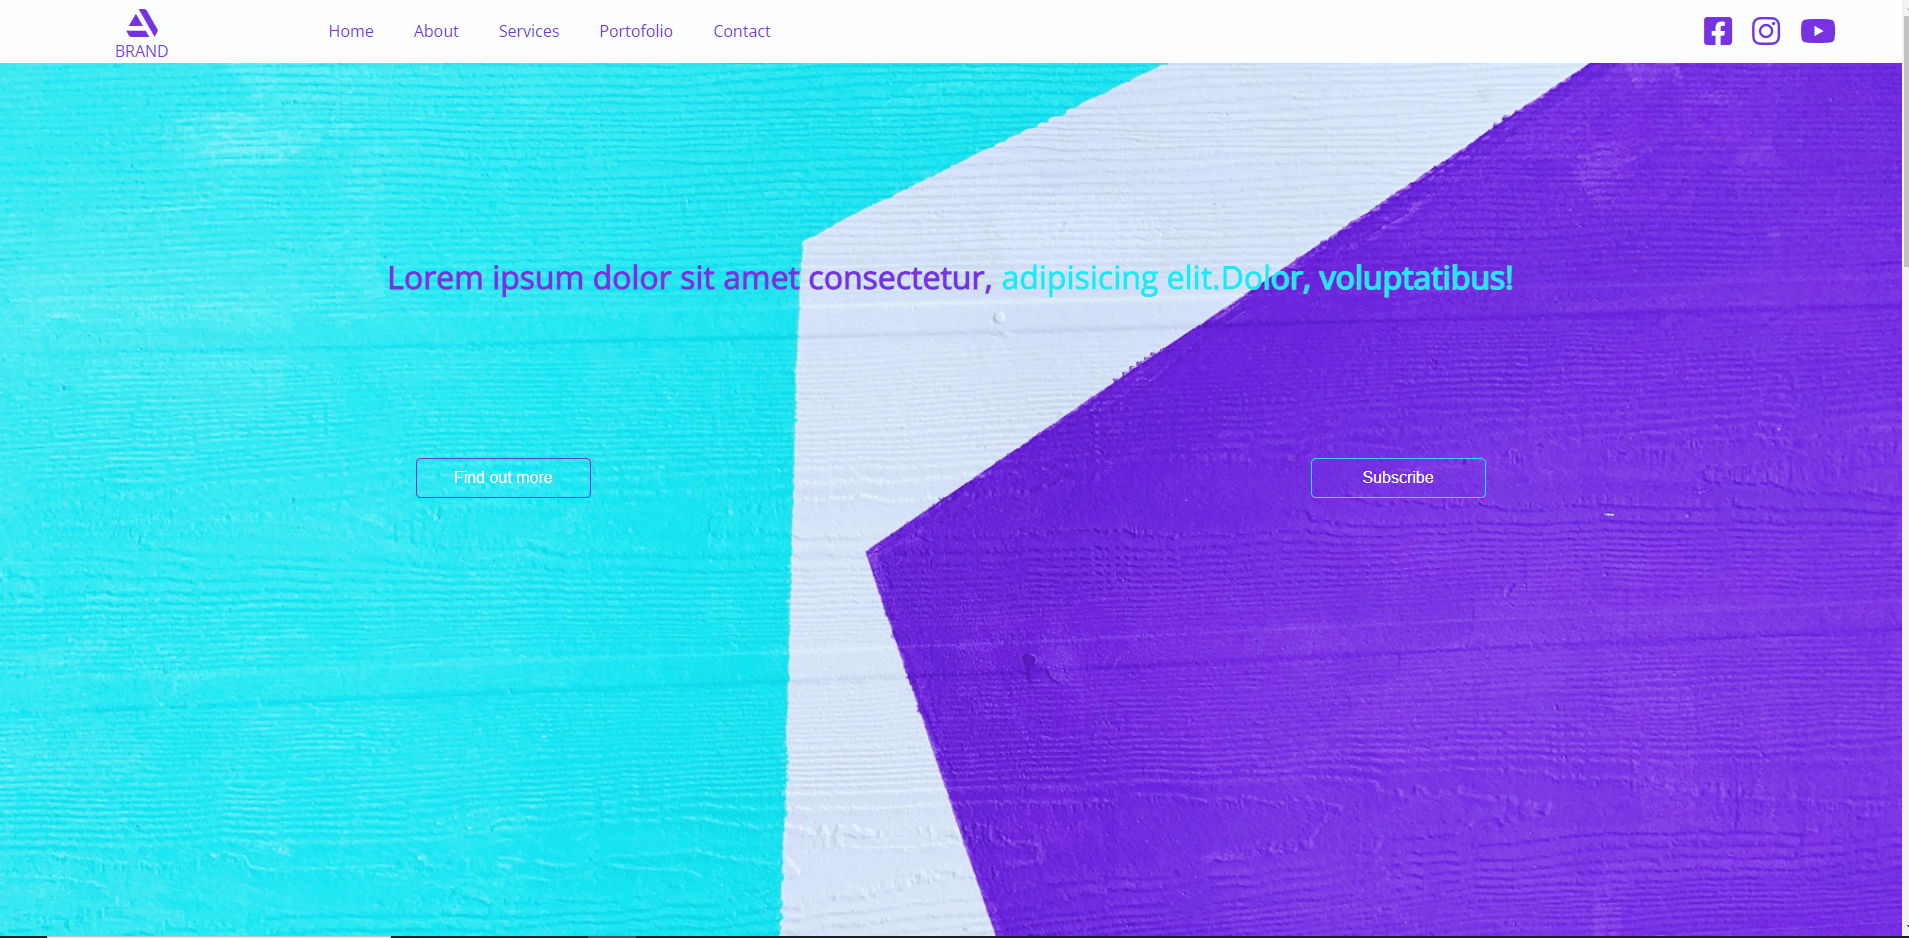 BRAND
Home About Services Portofolio Contact
Lorem ipsum dolor sit amet consectetur, adipisicing elit.Dolor, voluptatibus!
Find out more
Subscribe